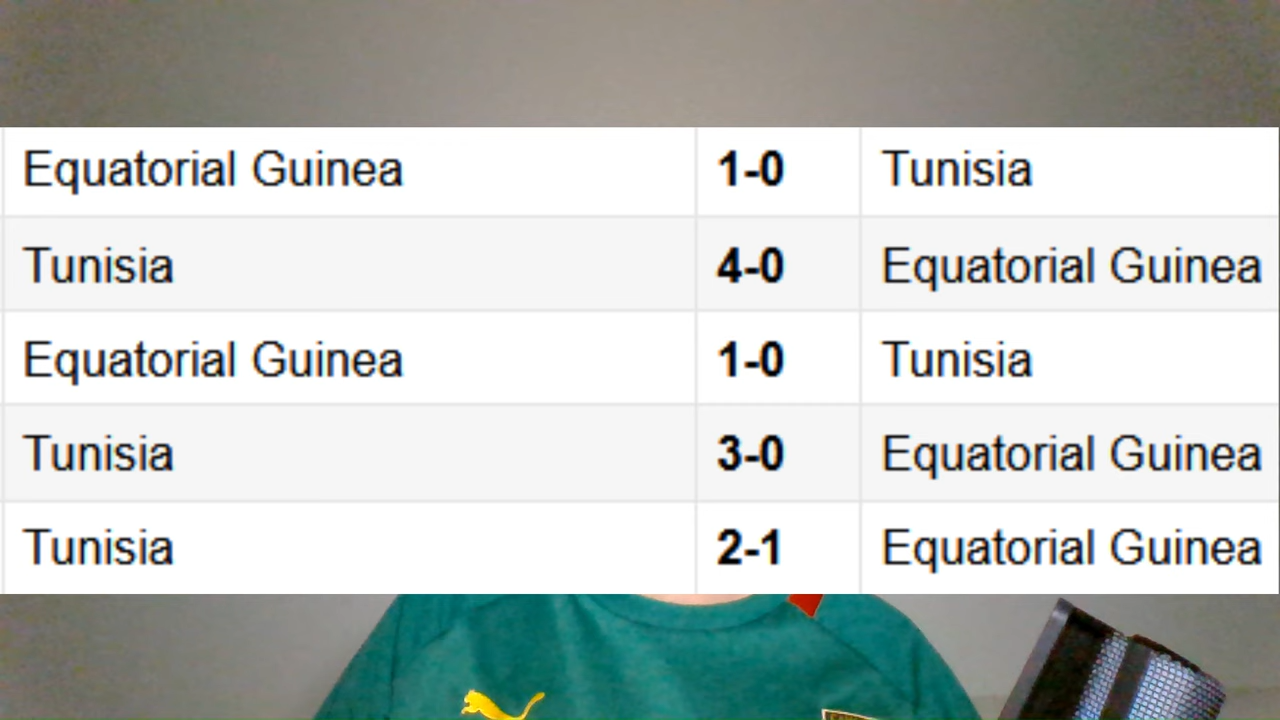 Equatorial Guinea 1-0 Tunisia
Tunisia 4-0 Equatorial Guinea
Equatorial Guinea 1-0 Tunisia
Tunisia 3-0 Equatorial Guinea
Tunisia 2-1 Equatorial Guinea